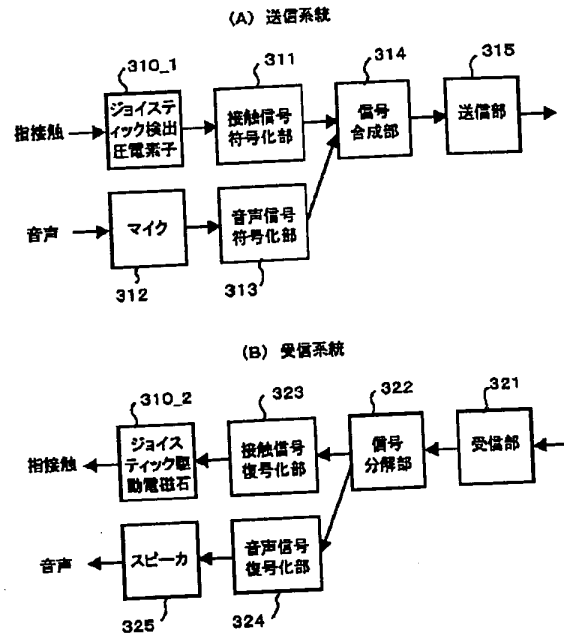 (A) 送信系統
310_1
311
314
315
指接触
ジョイステ
ィック検出
圧電素子
接触信号
符号化部
信号
合成部
送信部
音声
マイク
音声信号
符号化部
312
313
(B) 受信系統
310_2
323
322
321
指接触
ジョイス
ティック駆
動電磁石
接触信号
復号化部
信号
分解部
受信部
音声
スピーカ
音声信号
復号化部
325
324